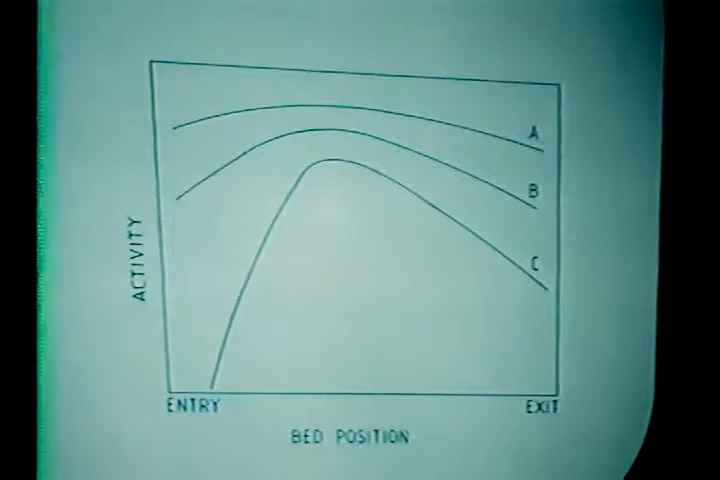 A
B
C
ACTIVITY
ENTRY
EXIT
BED POSITION